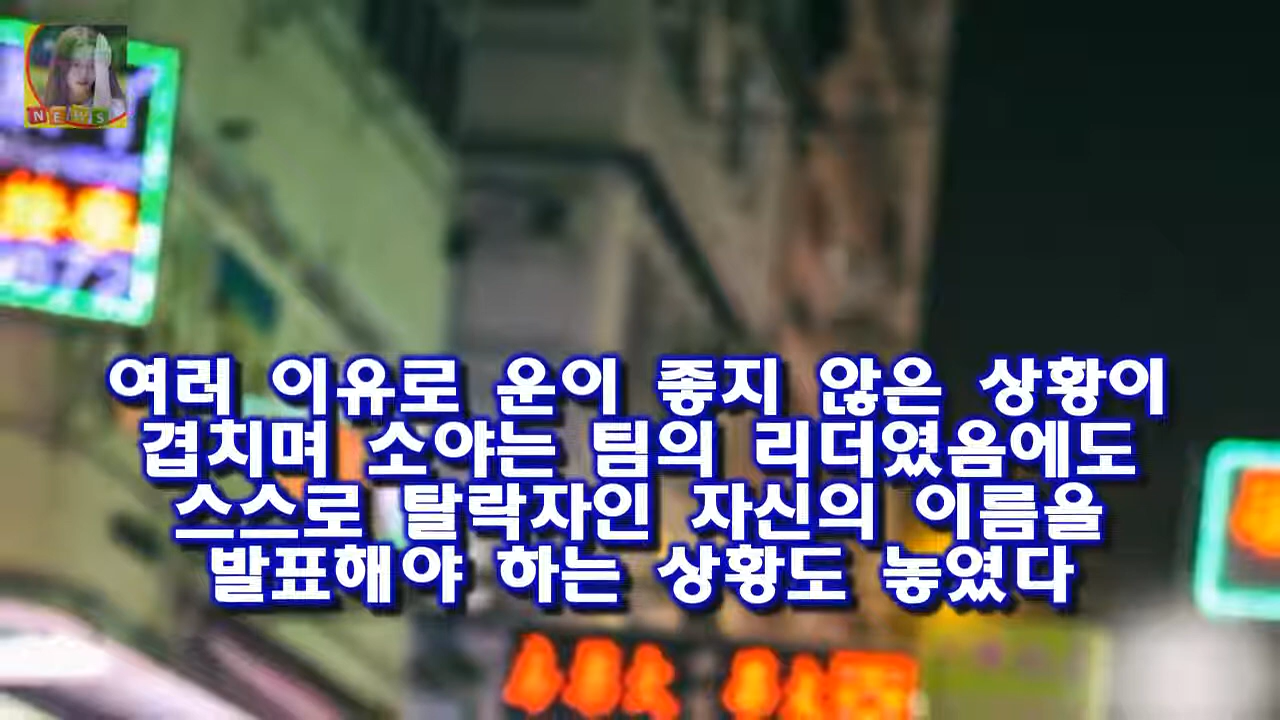 NEWS
여러 이유로 운이 좋지 않은 상황이
겹치며 소야는 팀의 리더였음에도
스스로 탈락자인 자신의 이름을
발표해야 하는 상황도 놓였다